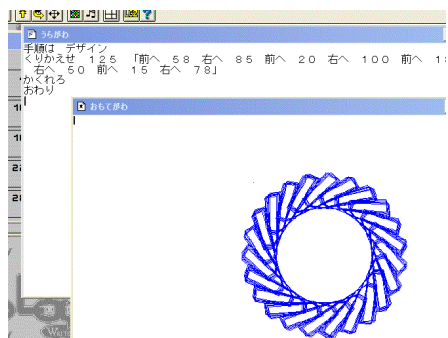 うらがわ
手順は　デザイン
くりかえせ　１２５　「前へ　５８　右へ　８５　前へ　２０　右へ　１００　前へ
右へ　５０　前へ　１５　右へ　７８」
かくれろ
おわり
おもてがわ